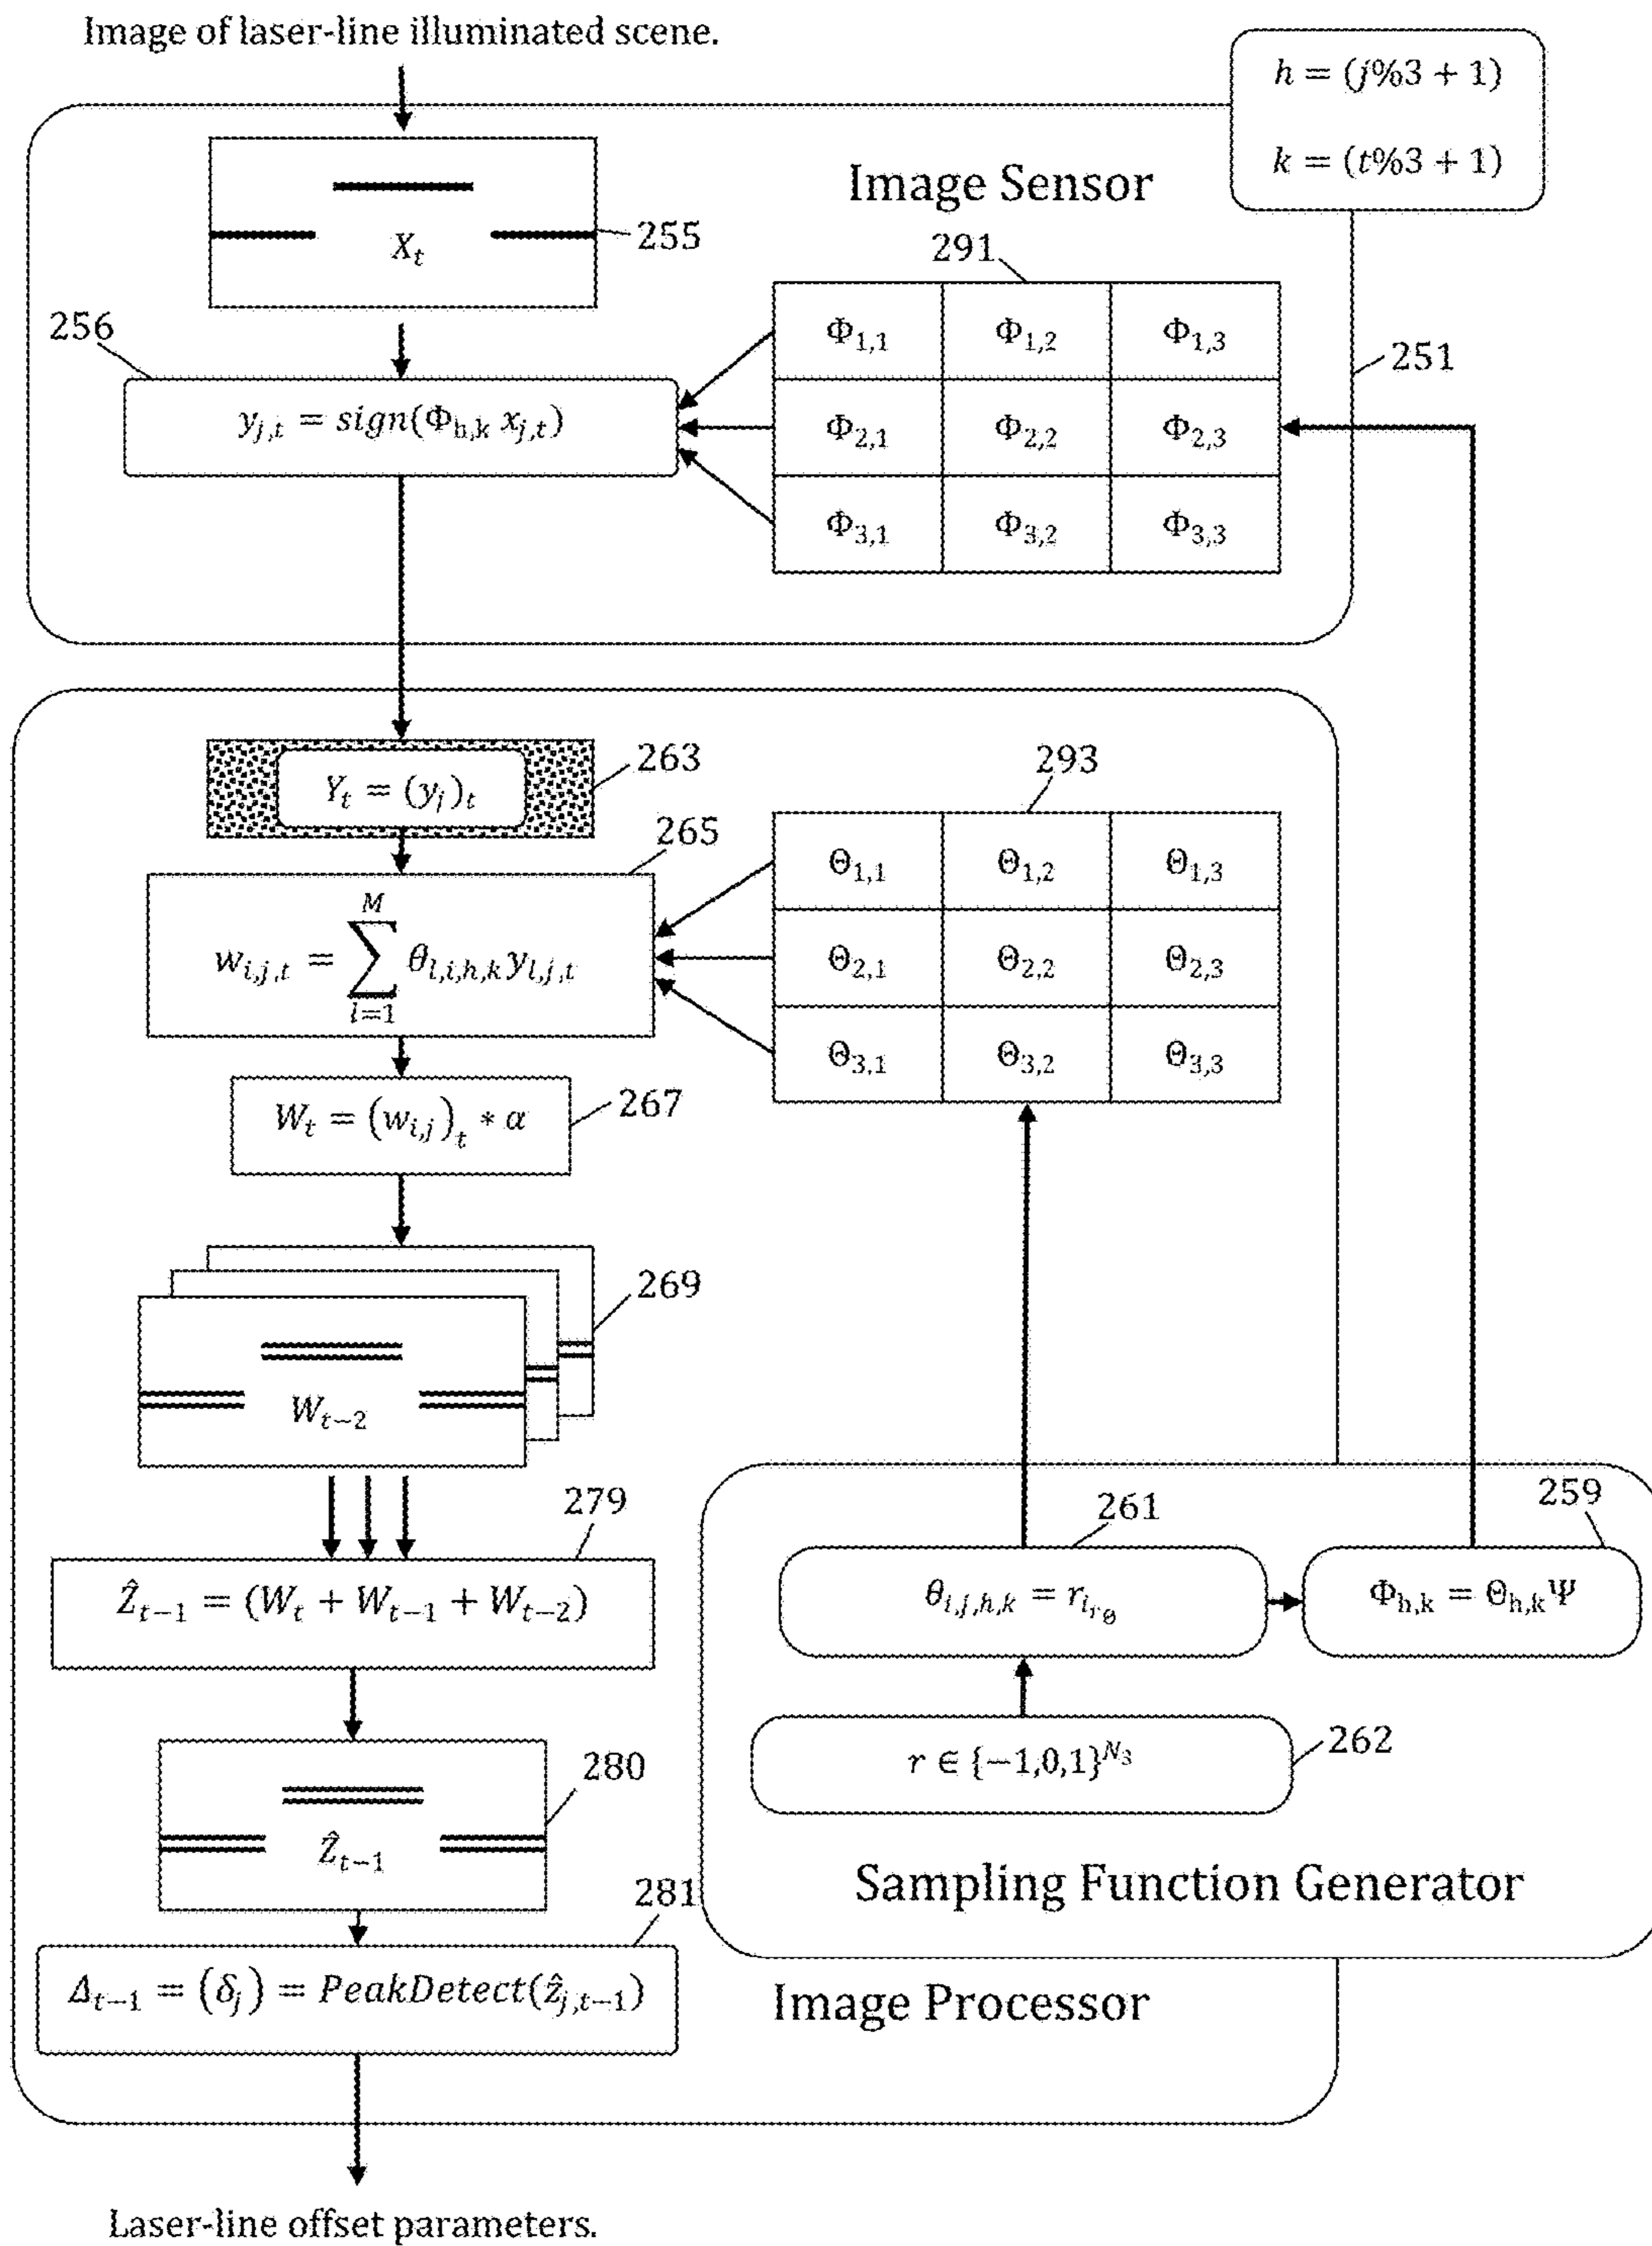 Image of laser-line illuminated scene.
h = (j%3 + 1)
k = (t%3 + 1)
Image Sensor
X_t
255
291
256
Φ_{1,1} Φ_{1,2} Φ_{1,3}
251
y_{j,t} = sign(Φ_{h,k} x_{j,t})
Φ_{2,1} Φ_{2,2} Φ_{2,3}
Φ_{3,1} Φ_{3,2} Φ_{3,3}
263
Y_t = (y_j)_t
293
265
Θ_{1,1} Θ_{1,2} Θ_{1,3}
w_{i,j,t} = \sum_{l=1}^{M} θ_{l,i,h,k} y_{l,j,t}
Θ_{2,1} Θ_{2,2} Θ_{2,3}
Θ_{3,1} Θ_{3,2} Θ_{3,3}
W_t = (w_{i,j})_t * α
267
269
W_{t−2}
279
Ẑ_{t−1} = (W_t + W_{t−1} + W_{t−2})
261
259
θ_{i,j,h,k} = r_{i_{r_θ}}
Φ_{h,k} = Θ_{h,k}Ψ
r ∈ {−1,0,1}^{N_3}
262
280
Ẑ_{t−1}
Sampling Function Generator
281
Δ_{t−1} = (δ_j) = PeakDetect(ẑ_{j,t−1})
Image Processor
Laser-line offset parameters.